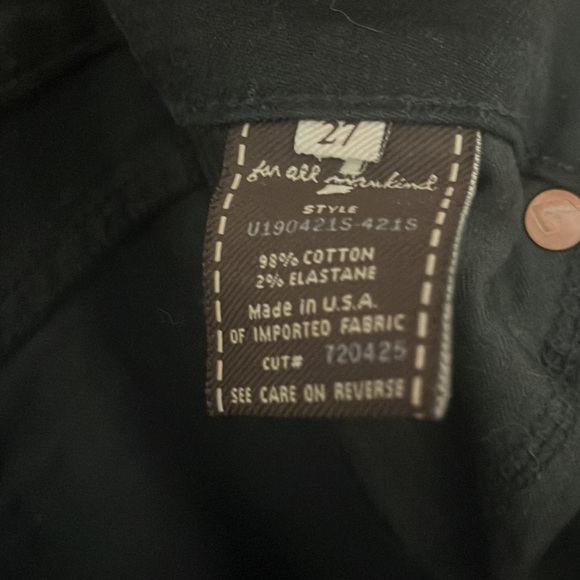 27
for all mankind
STYLE
U190421S-421S
98% COTTON
2% ELASTANE
Made in U.S.A.
OF IMPORTED FABRIC
CUT# 720425
SEE CARE ON REVERSE